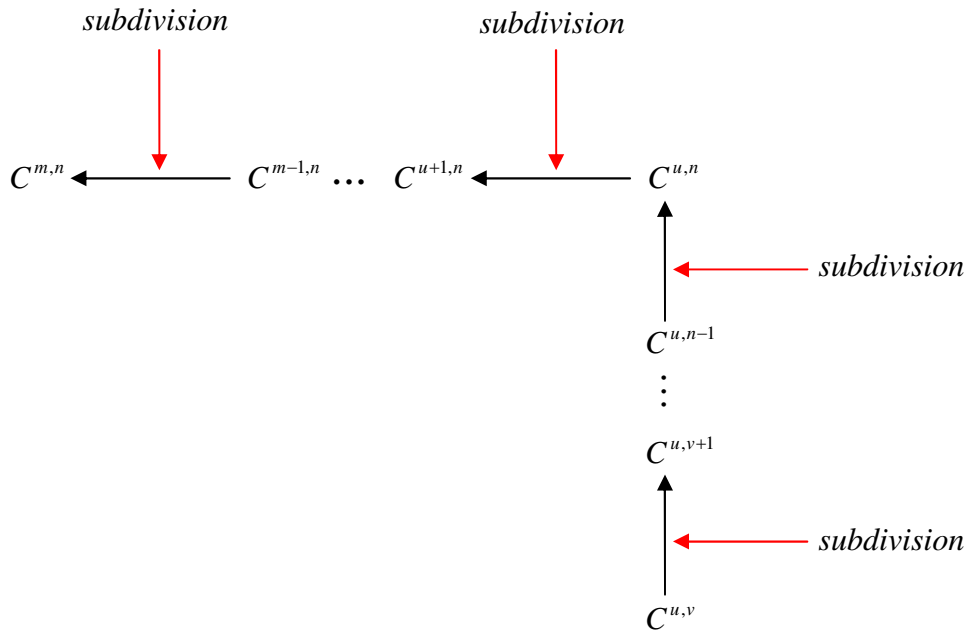 subdivision subdivision
C^{m,n} C^{m-1,n} ... C^{u+1,n} C^{u,n}
subdivision
C^{u,n-1}
⋮
C^{u,v+1}
subdivision
C^{u,v}